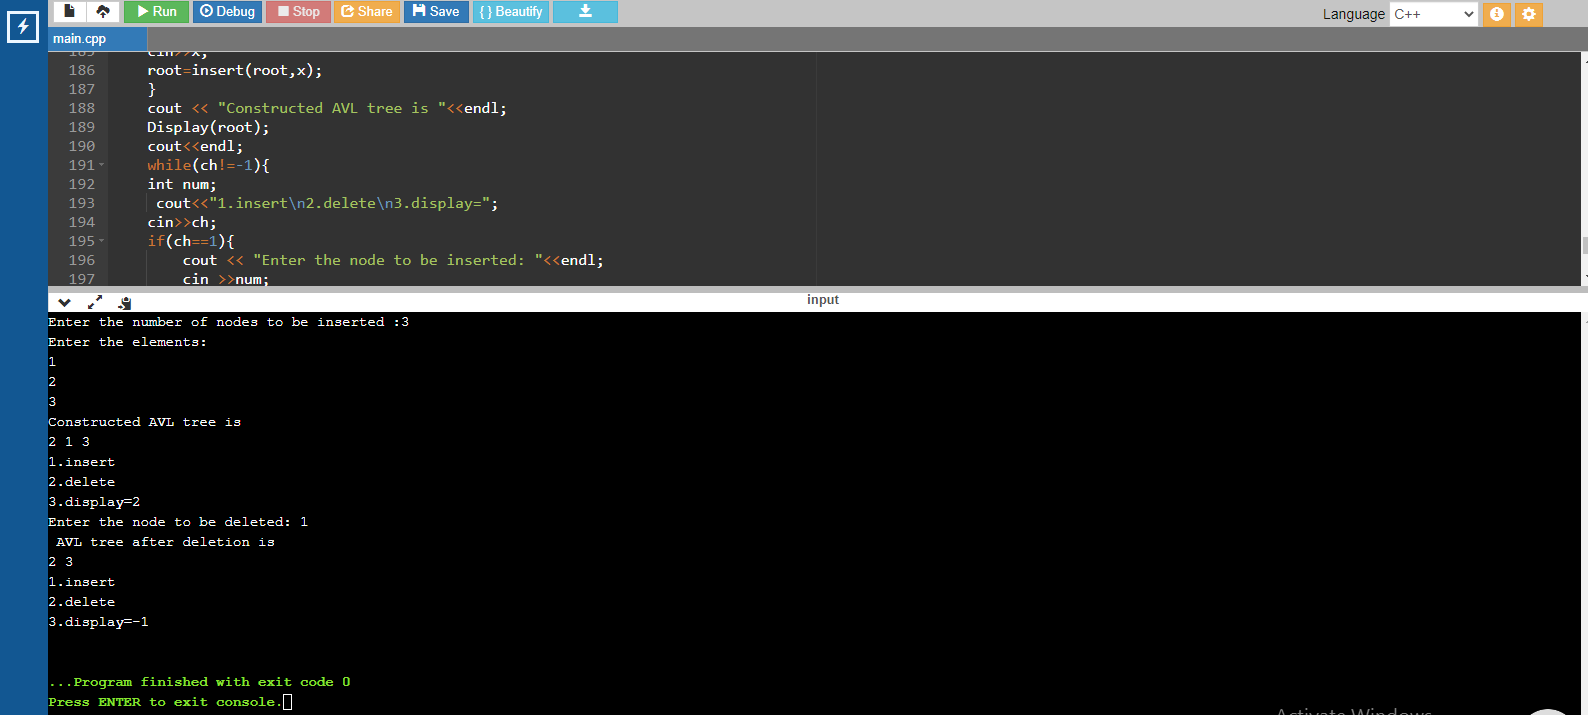 Run Debug Stop Share Save { } Beautify Language C++
main.cpp
185 cin>>x;
186 root=insert(root,x);
187 }
188 cout << "Constructed AVL tree is "<<endl;
189 Display(root);
190 cout<<endl;
191 while(ch!=-1){
192 int num;
193 cout<<"1.insert\n2.delete\n3.display=";
194 cin>>ch;
195 if(ch==1){
196 cout << "Enter the node to be inserted: "<<endl;
197 cin >>num;
input
Enter the number of nodes to be inserted :3
Enter the elements:
1
2
3
Constructed AVL tree is
2 1 3
1.insert
2.delete
3.display=2
Enter the node to be deleted: 1
AVL tree after deletion is
2 3
1.insert
2.delete
3.display=-1
...Program finished with exit code 0
Press ENTER to exit console.
Activate Windows